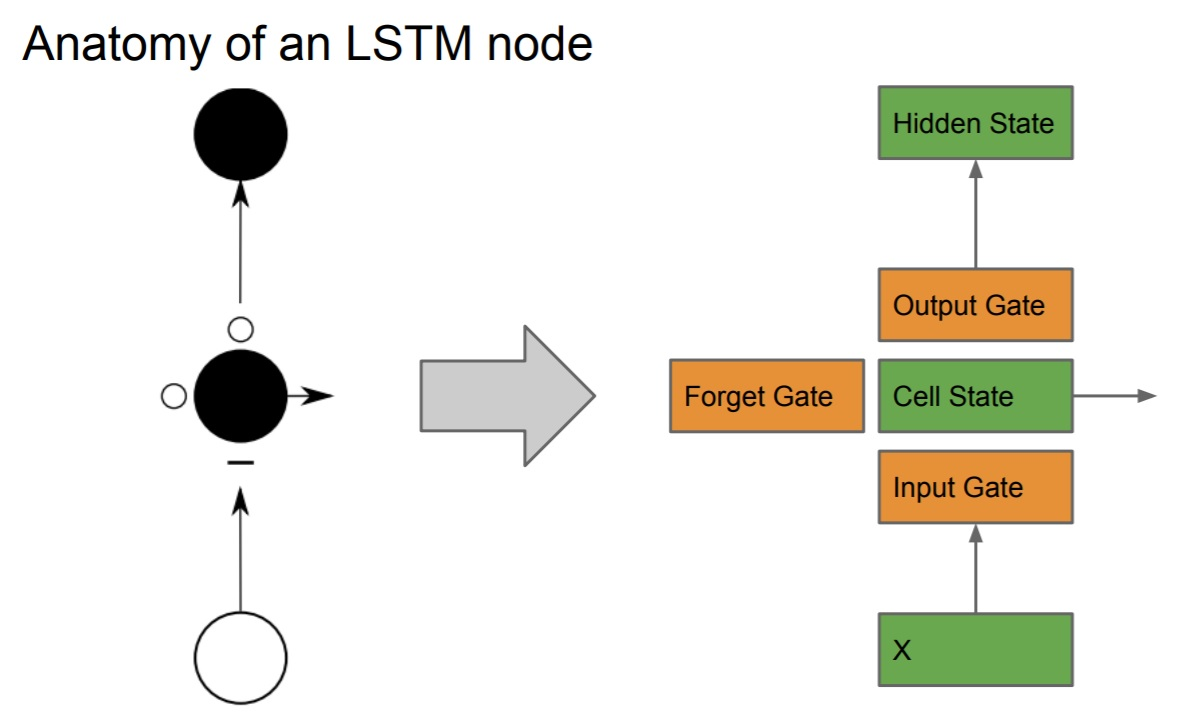 Anatomy of an LSTM node
Hidden State
Output Gate
Forget Gate
Cell State
Input Gate
X